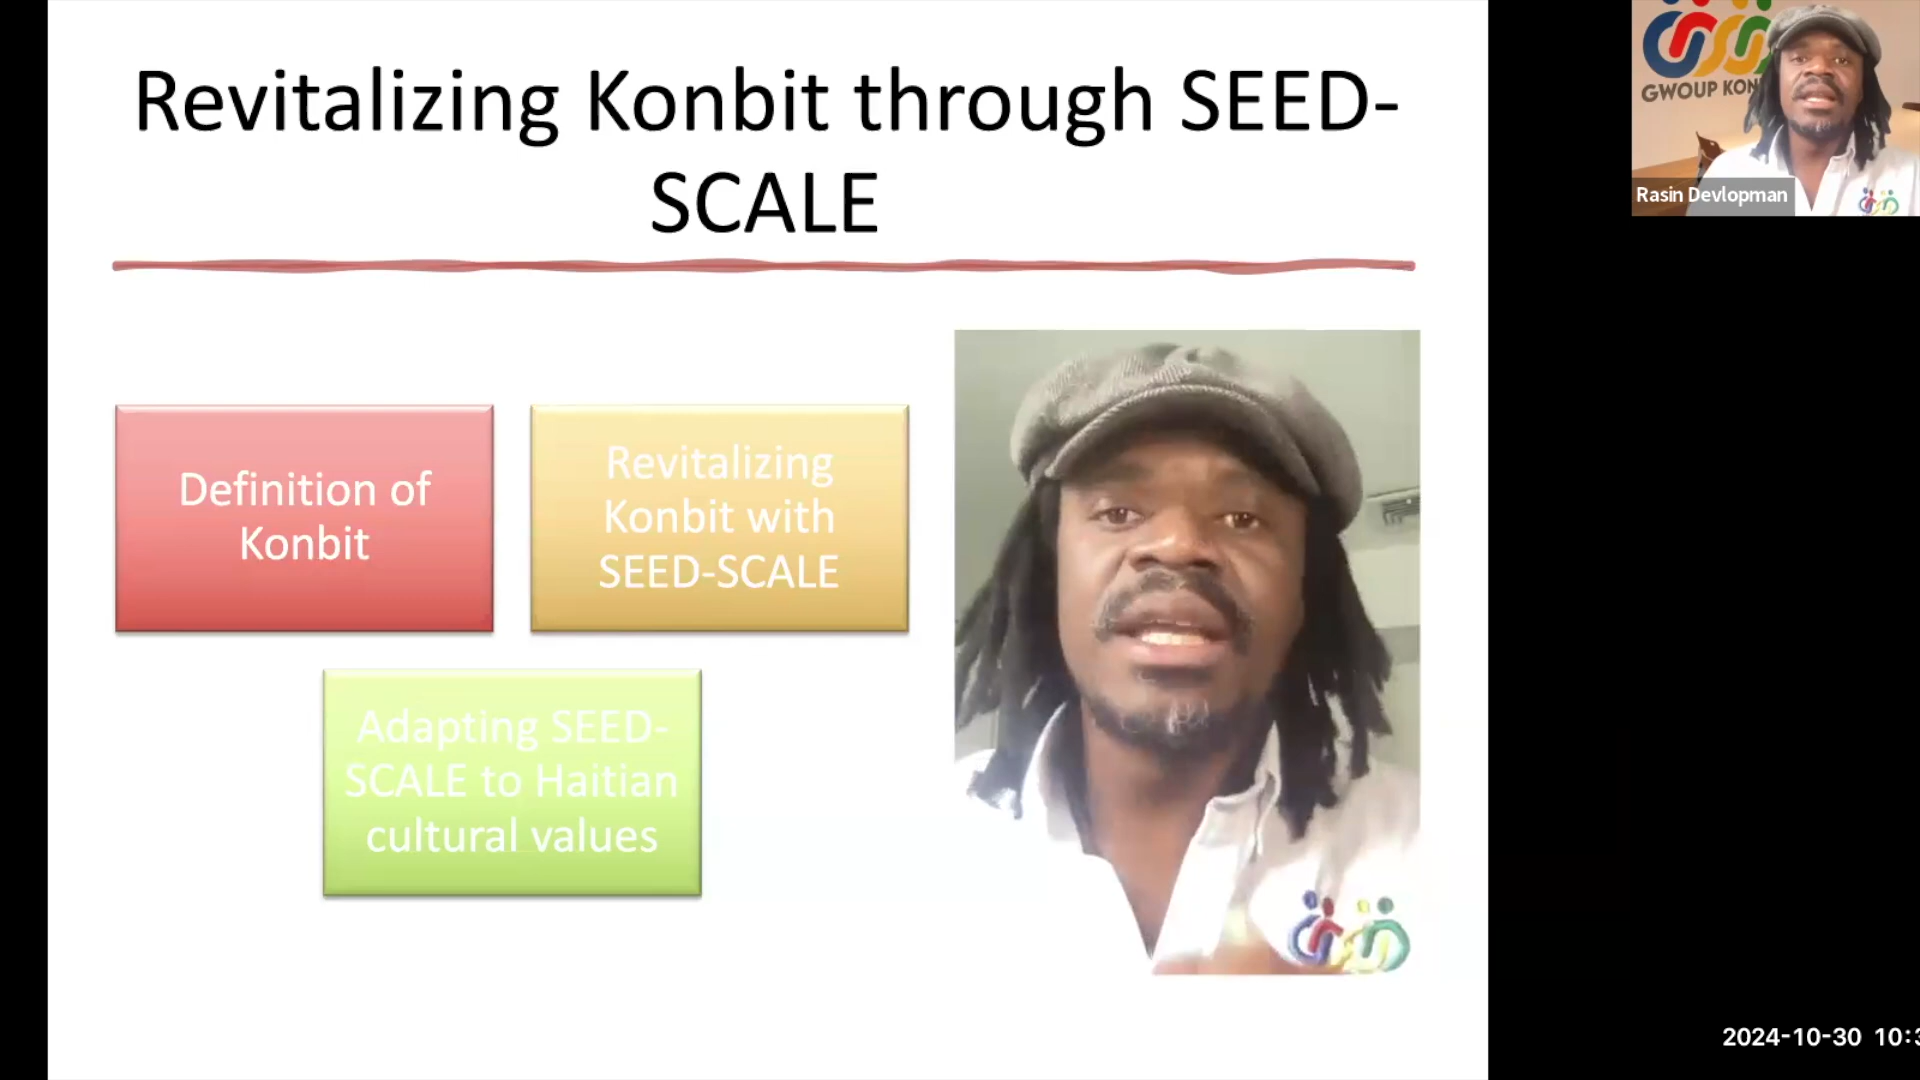 Revitalizing Konbit through SEED-
SCALE
Definition of
Konbit
Revitalizing
Konbit with
SEED-SCALE
Adapting SEED-
SCALE to Haitian
cultural values
GWOUP KON
Rasin Devlopman
2024-10-30 10:3